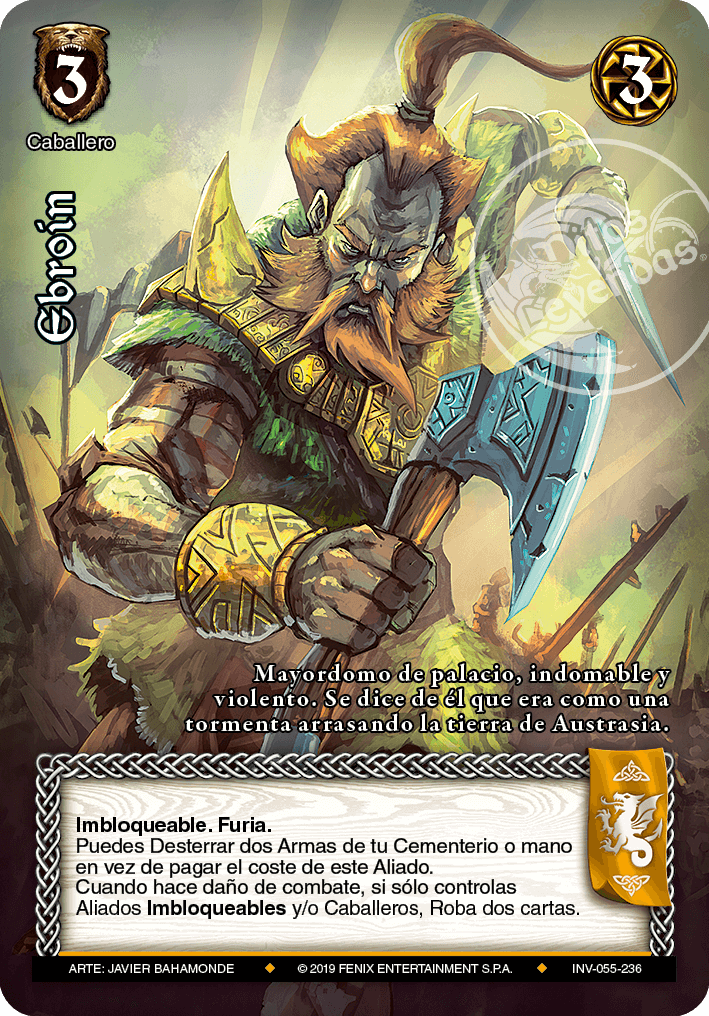 3
3
Caballero
Ebroin
mitos
Leyendas
Mayordomo de palacio, indomable y
violento. Se dice de él que era como una
tormenta arrasando la tierra de Austrasia.
Imbloqueable. Furia.
Puedes Desterrar dos Armas de tu Cementerio o mano
en vez de pagar el coste de este Aliado.
Cuando hace daño de combate, si sólo controlas
Aliados Imbloqueables y/o Caballeros, Roba dos cartas.
ARTE: JAVIER BAHAMONDE ◆ © 2019 FENIX ENTERTAINMENT S.P.A. ◆ INV-055-236